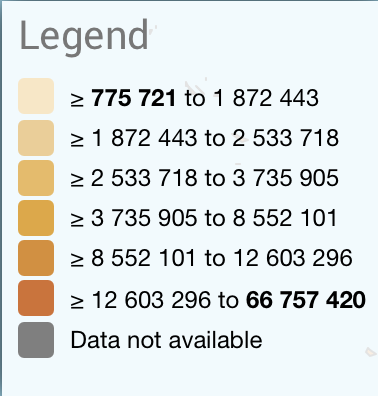 Legend
≥ 775 721 to 1 872 443
≥ 1 872 443 to 2 533 718
≥ 2 533 718 to 3 735 905
≥ 3 735 905 to 8 552 101
≥ 8 552 101 to 12 603 296
≥ 12 603 296 to 66 757 420
Data not available